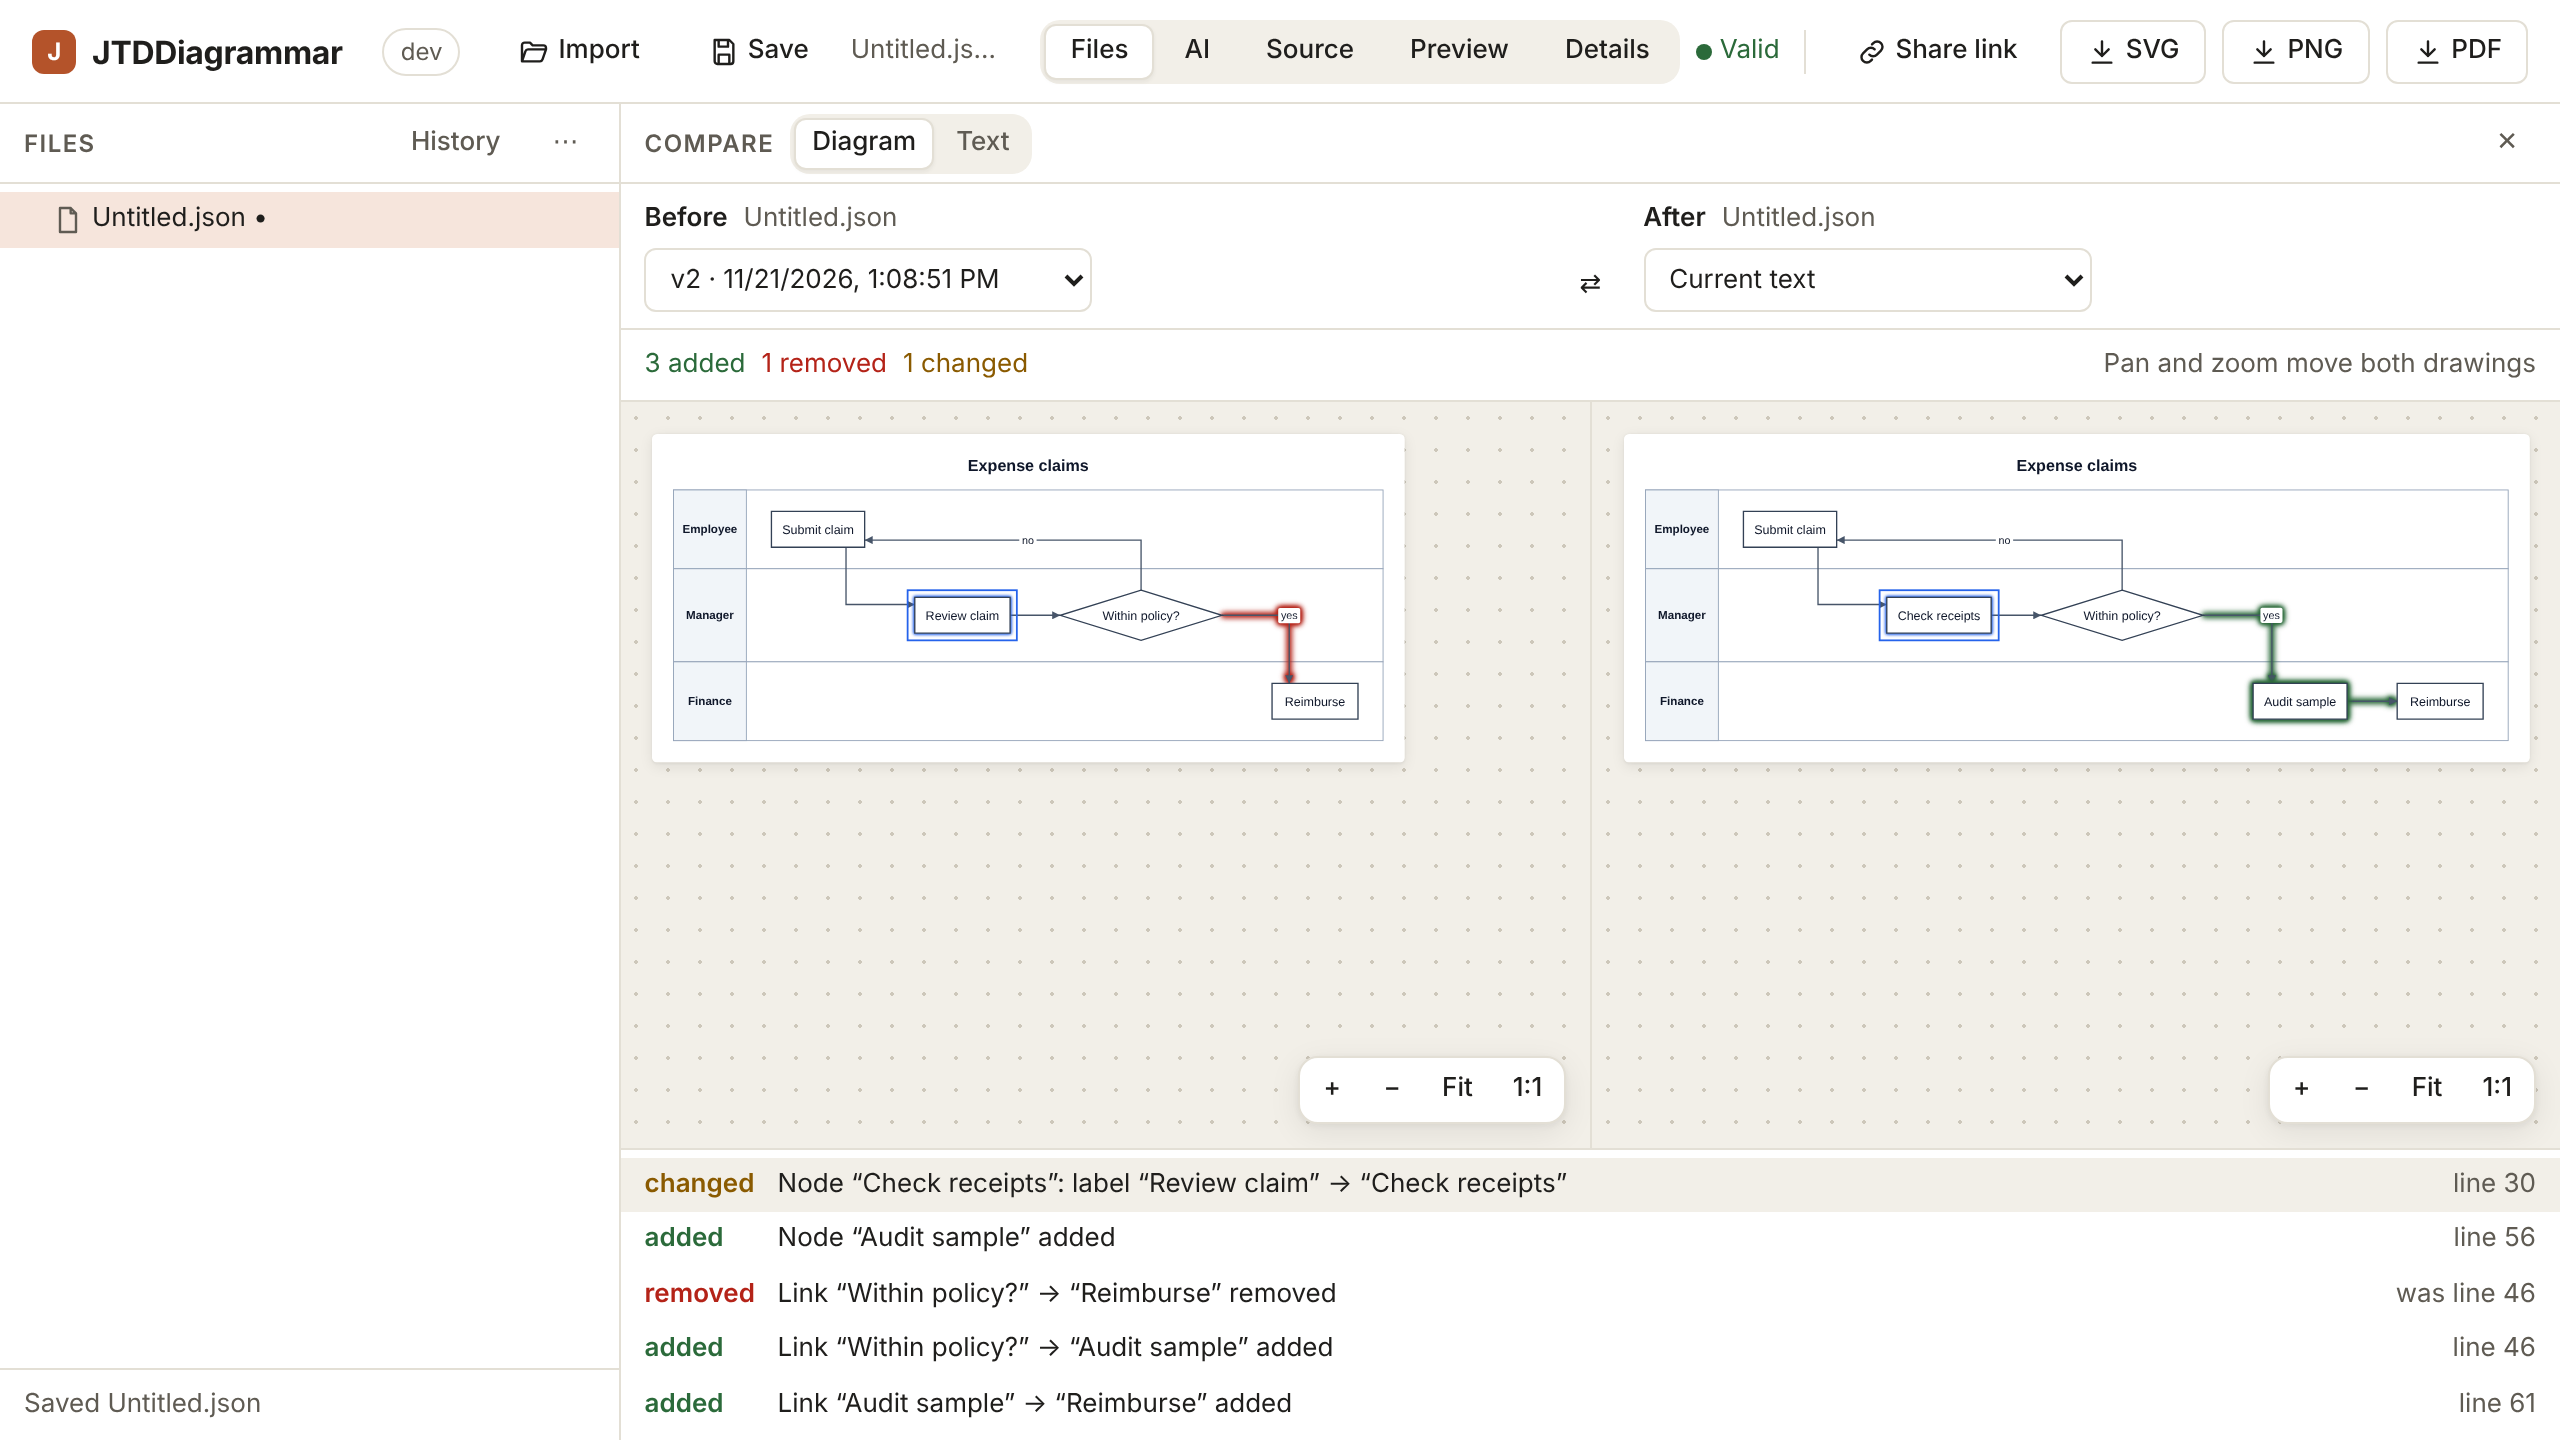 J JTDDiagrammar dev Import Save Untitled.js... Files AI Source Preview Details Valid Share link SVG PNG PDF
FILES History ···
Untitled.json •
Saved Untitled.json
COMPARE Diagram Text ×
Before Untitled.json
v2 · 11/21/2026, 1:08:51 PM
After Untitled.json
Current text
3 added 1 removed 1 changed Pan and zoom move both drawings
Expense claims
Employee
Submit claim
no
Manager
Review claim
Within policy?
yes
Finance
Reimburse
+ − Fit 1:1
Expense claims
Employee
Submit claim
no
Manager
Check receipts
Within policy?
yes
Finance
Audit sample
Reimburse
+ − Fit 1:1
changed Node “Check receipts”: label “Review claim” → “Check receipts” line 30
added Node “Audit sample” added line 56
removed Link “Within policy?” → “Reimburse” removed was line 46
added Link “Within policy?” → “Audit sample” added line 46
added Link “Audit sample” → “Reimburse” added line 61